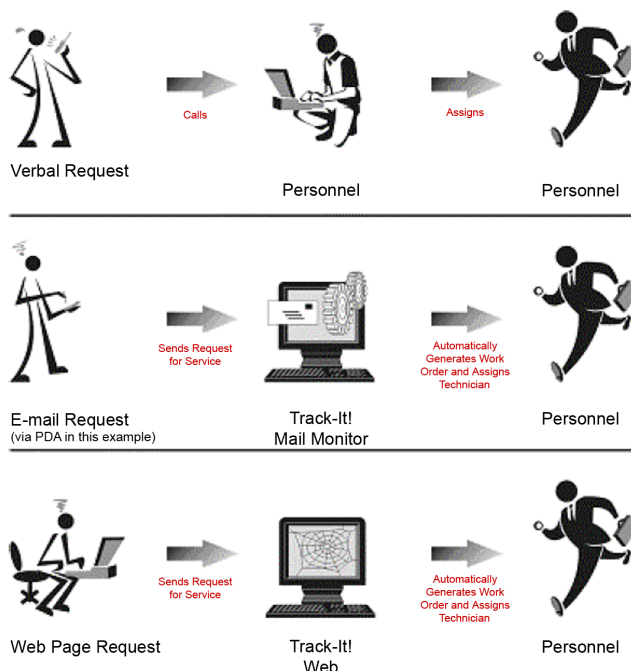 Calls
Assigns
Verbal Request
Personnel
Personnel
Sends Request
for Service
Automatically
Generates Work
Order and Assigns
Technician
E-mail Request
(via PDA in this example)
Track-It!
Mail Monitor
Personnel
Sends Request
for Service
Automatically
Generates Work
Order and Assigns
Technician
Web Page Request
Track-It!
Web
Personnel